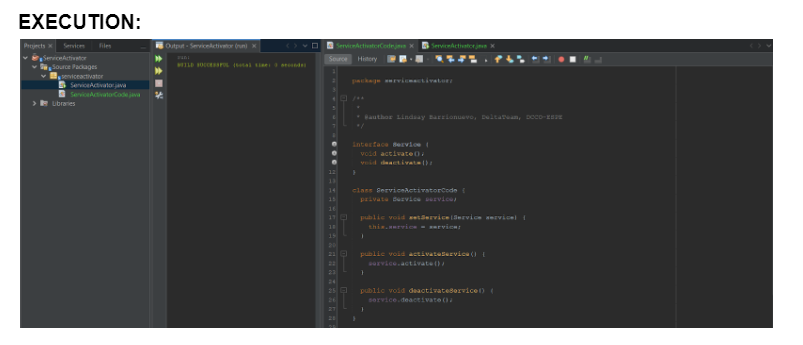 EXECUTION:
Projects × Services Files
Output - ServiceActivator (run) ×
ServiceActivatorCode.java × ServiceActivator.java ×
ServiceActivator
Source Packages
serviceactivator
ServiceActivator.java
ServiceActivatorCode.java
Libraries
run:
BUILD SUCCESSFUL (total time: 0 seconds)
Source History
1
2 package serviceactivator;
3
4 /**
5 *
6 * @author Lindsay Barrionuevo, DeltaTeam, DCCO-ESPE
7 */
8
interface Service {
void activate();
void deactivate();
12 }
13
14 class ServiceActivatorCode {
15 private Service service;
16
17 public void setService(Service service) {
18 this.service = service;
19 }
20
21 public void activateService() {
22 service.activate();
23 }
24
25 public void deactivateService() {
26 service.deactivate();
27 }
28 }
29